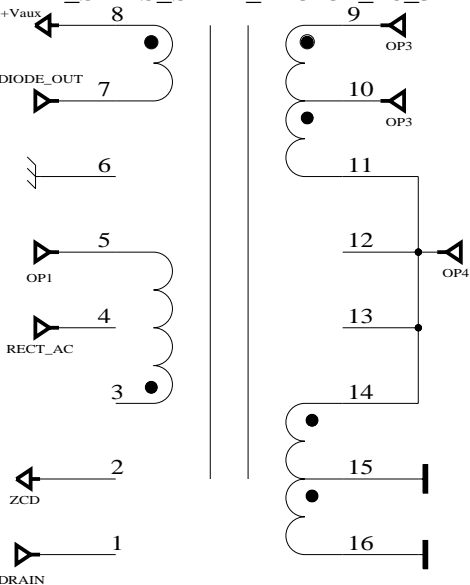 +Vaux 8 9
OP3
DIODE_OUT 7 10
OP3
6 11
5 12
OP1 OP4
4 13
RECT_AC
3 14
2 15
ZCD
1 16
DRAIN